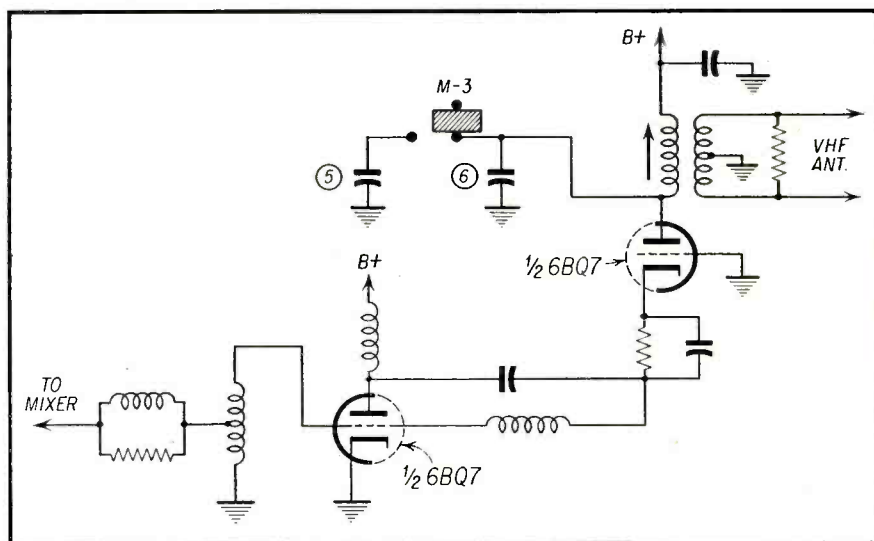 B+
M-3
5
6
VHF
ANT.
½ 6BQ7
B+
TO
MIXER
½ 6BQ7